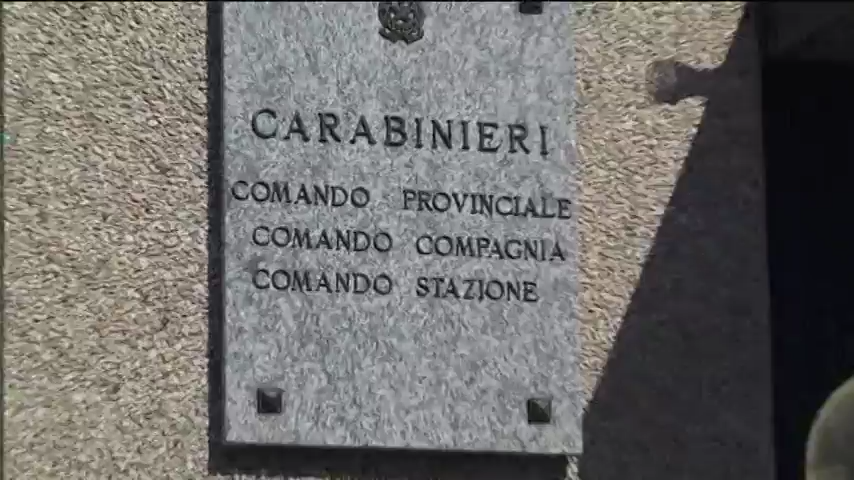 CARABINIERI
COMANDO PROVINCIALE
COMANDO COMPAGNIA
COMANDO STAZIONE